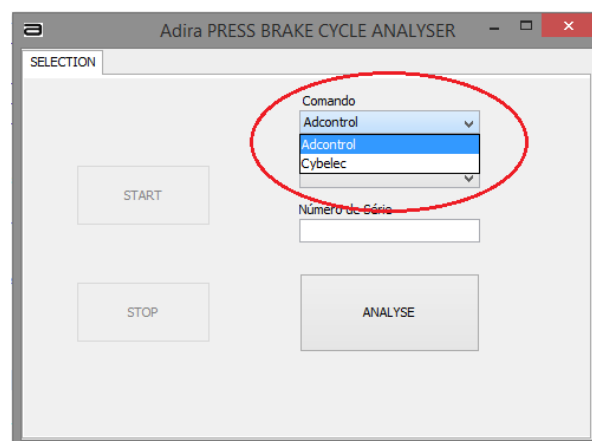 a Adira PRESS BRAKE CYCLE ANALYSER
SELECTION
Comando
Adcontrol
Adcontrol
Cybelec
START
Número de Série
STOP
ANALYSE